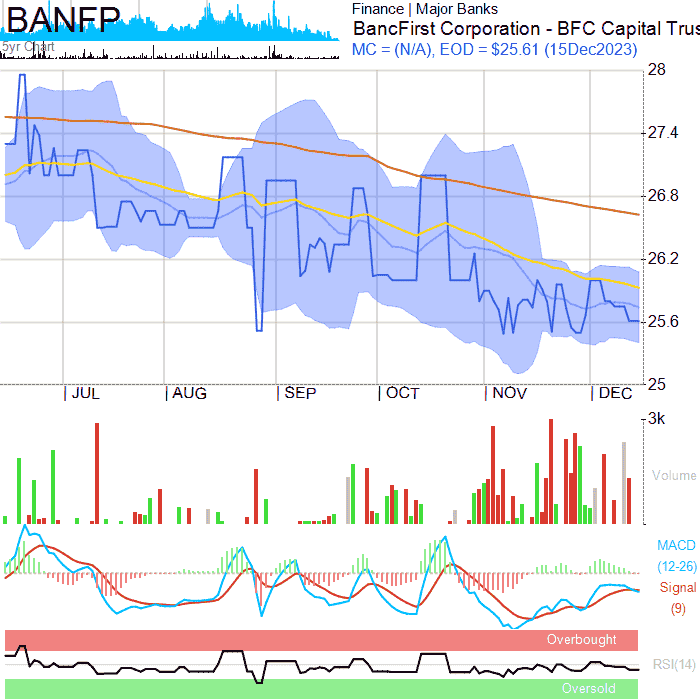 BANFP
5yr Chart
Finance | Major Banks
BancFirst Corporation - BFC Capital Trus
MC = (N/A), EOD = $25.61 (15Dec2023)
28
27.4
26.8
26.2
25.6
25
| JUL | AUG | SEP | OCT | NOV | DEC
3k
Volume
MACD
(12-26)
Signal
(9)
Overbought
RSI(14)
Oversold